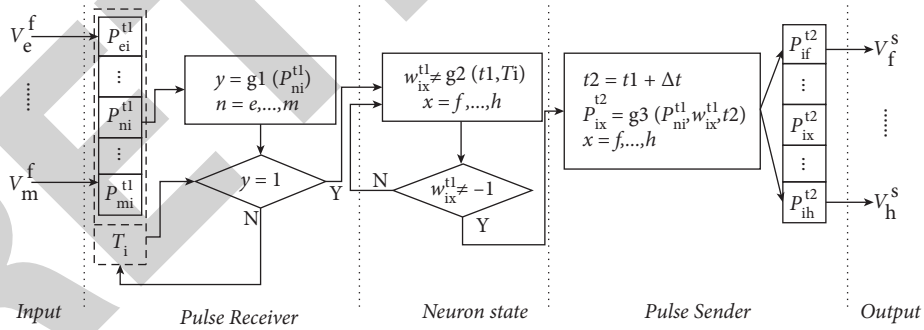 V_e^f
......
V_m^f
P_ei^t1
⋮
P_ni^t1
⋮
P_mi^t1
T_i
y = g1 (P_ni^t1)
n = e,...,m
y = 1
Y
N
w_ix^t1 ≠ g2 (t1,Ti)
x = f,...,h
w_ix^t1 ≠ −1
N
Y
t2 = t1 + Δt
P_ix^t2 = g3 (P_ni^t1, w_ix^t1, t2)
x = f,...,h
P_if^t2
⋮
P_ix^t2
⋮
P_ih^t2
V_f^s
......
V_h^s
Input
Pulse Receiver
Neuron state
Pulse Sender
Output